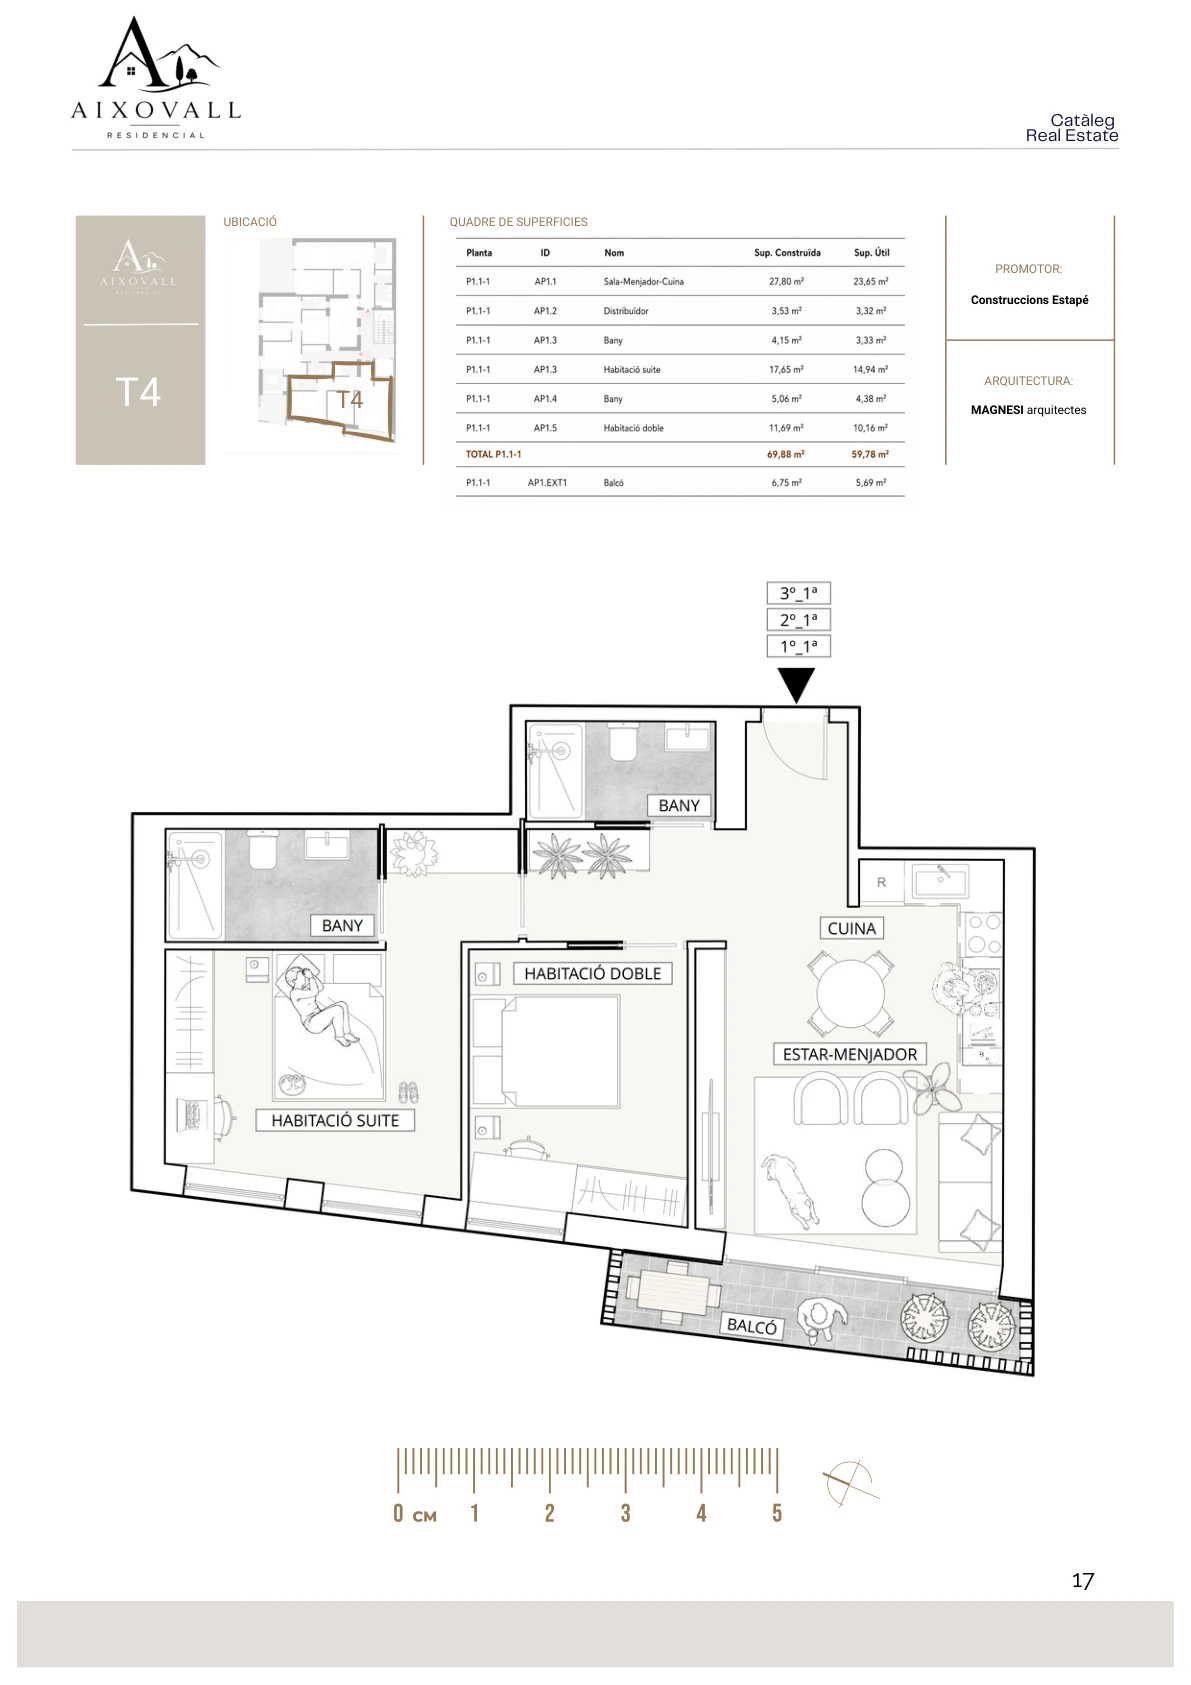 AIXOVALL
RESIDENCIAL
Catàleg
Real Estate
AIXOVALL
T4
UBICACIÓ
T4
QUADRE DE SUPERFICIES
Planta ID Nom Sup. Construïda Sup. Útil
P1.1-1 AP1.1 Sala-Menjador-Cuina 27,80 m² 23,65 m²
P1.1-1 AP1.2 Distribuïdor 3,53 m² 3,32 m²
P1.1-1 AP1.3 Bany 4,15 m² 3,33 m²
P1.1-1 AP1.3 Habitació suite 17,65 m² 14,94 m²
P1.1-1 AP1.4 Bany 5,06 m² 4,38 m²
P1.1-1 AP1.5 Habitació doble 11,69 m² 10,16 m²
TOTAL P1.1-1 69,88 m² 59,78 m²
P1.1-1 AP1.EXT1 Balcó 6,75 m² 5,69 m²
PROMOTOR:
Construccions Estapé
ARQUITECTURA:
MAGNESI arquitectes
3º_1ª
2º_1ª
1º_1ª
BANY
BANY
R
CUINA
HABITACIÓ DOBLE
ESTAR-MENJADOR
HABITACIÓ SUITE
BALCÓ
0 CM 1 2 3 4 5
17